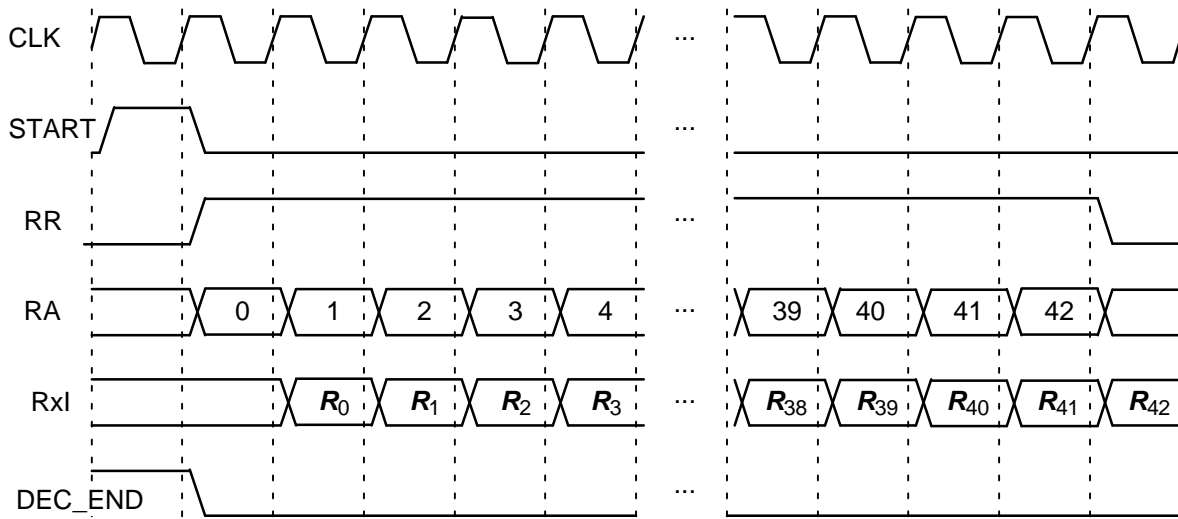 CLK ...
START ...
RR ...
RA 0 1 2 3 4 ... 39 40 41 42
RxI R0 R1 R2 R3 ... R38 R39 R40 R41 R42
DEC_END ...